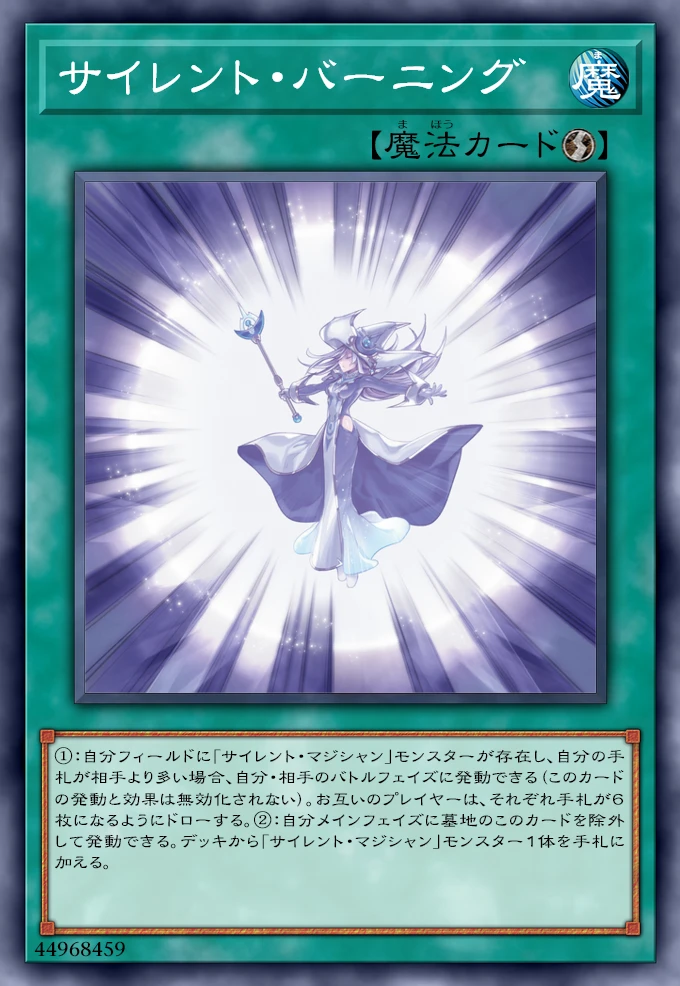 サイレント・バーニング
魔
ま
【魔法カード】
ま ほう
①：自分フィールドに「サイレント・マジシャン」モンスターが存在し、自分の手
札が相手より多い場合、自分・相手のバトルフェイズに発動できる（このカード
の発動と効果は無効化されない）。お互いのプレイヤーは、それぞれ手札が６
枚になるようにドローする。②：自分メインフェイズに墓地のこのカードを除外
して発動できる。デッキから「サイレント・マジシャン」モンスター１体を手札に
加える。
44968459